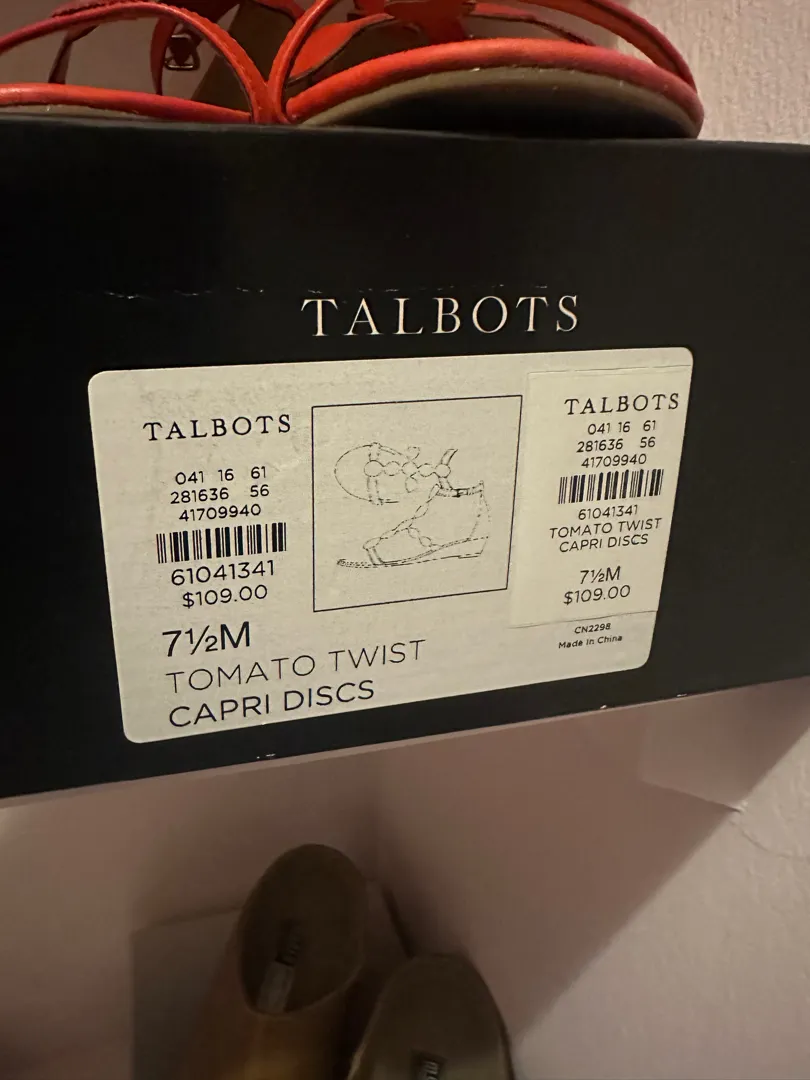 TALBOTS
TALBOTS
041 16 61
281636 56
41709940
61041341
$109.00
7½M
TOMATO TWIST
CAPRI DISCS
TALBOTS
041 16 61
281636 56
41709940
61041341
TOMATO TWIST
CAPRI DISCS
7½M
$109.00
CN2298
Made in China